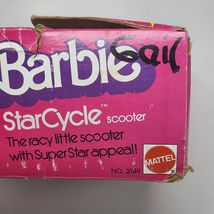 Barbie
Gail
StarCycle scooter
The racy little scooter
with SuperStar appeal!
MATTEL
NO. 2149